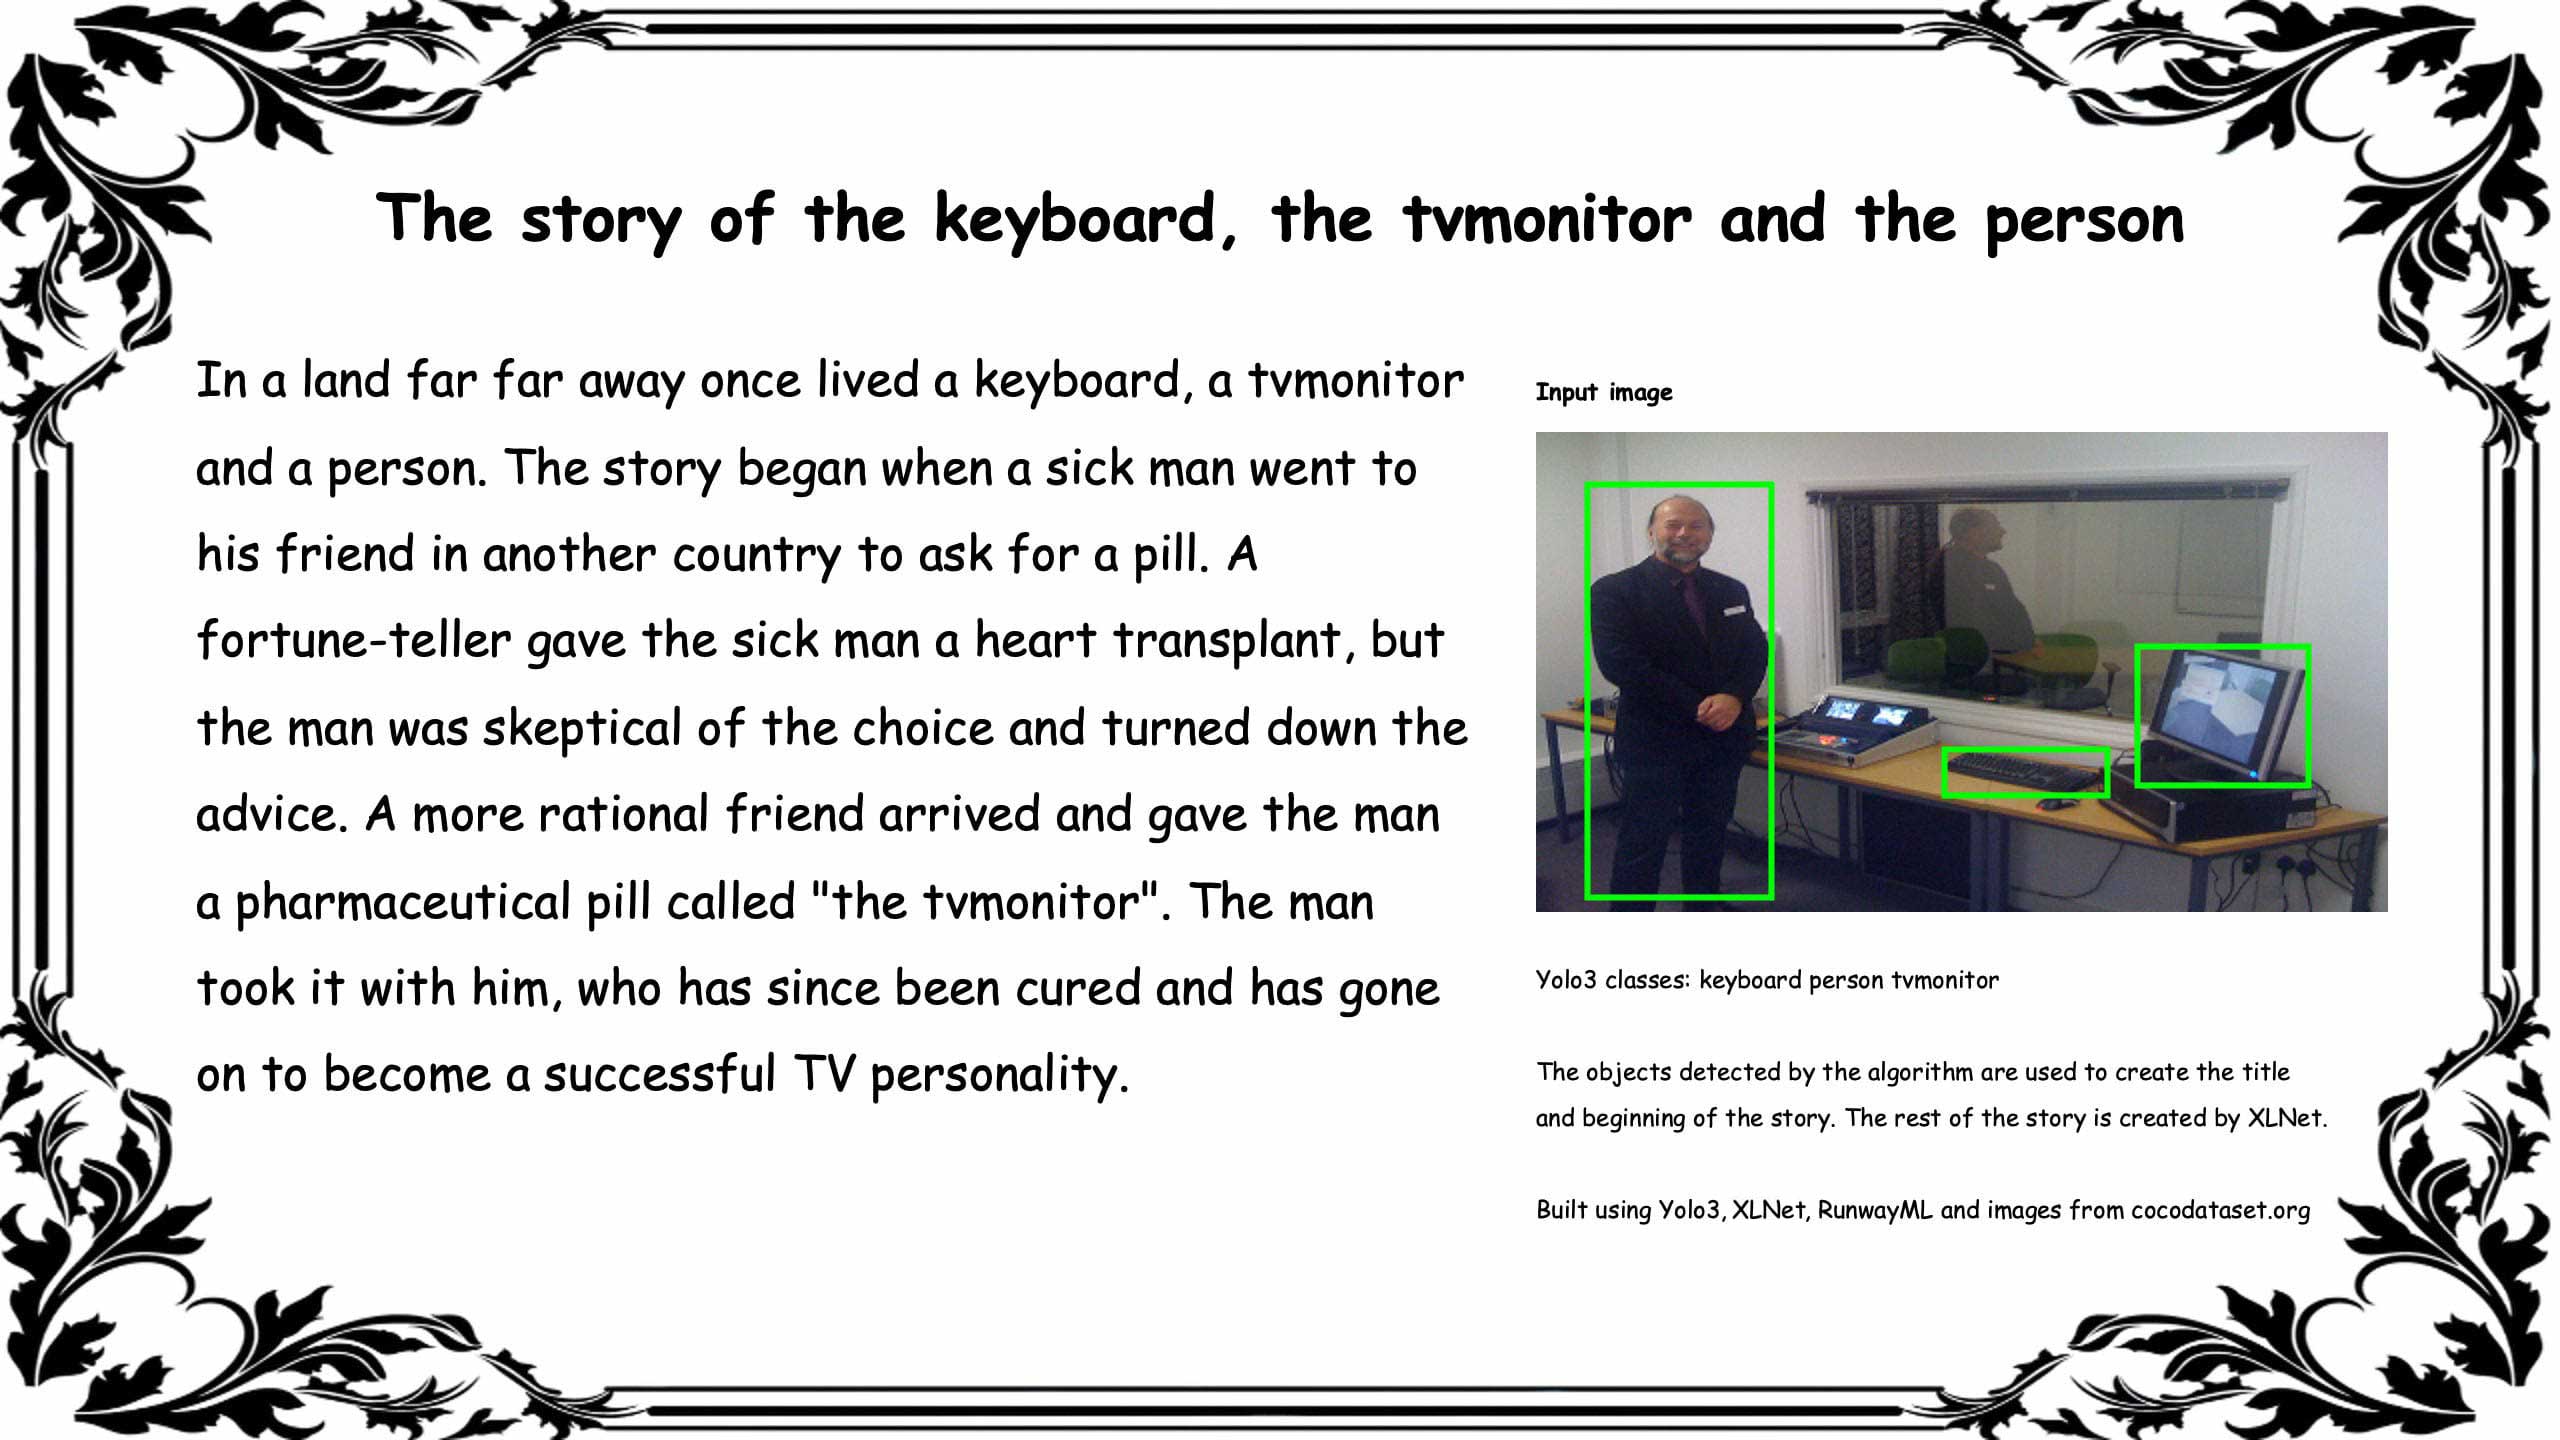 The story of the keyboard, the tvmonitor and the person
In a land far far away once lived a keyboard, a tvmonitor
and a person. The story began when a sick man went to
his friend in another country to ask for a pill. A
fortune-teller gave the sick man a heart transplant, but
the man was skeptical of the choice and turned down the
advice. A more rational friend arrived and gave the man
a pharmaceutical pill called "the tvmonitor". The man
took it with him, who has since been cured and has gone
on to become a successful TV personality.
Input image
Yolo3 classes: keyboard person tvmonitor
The objects detected by the algorithm are used to create the title
and beginning of the story. The rest of the story is created by XLNet.
Built using Yolo3, XLNet, RunwayML and images from cocodataset.org